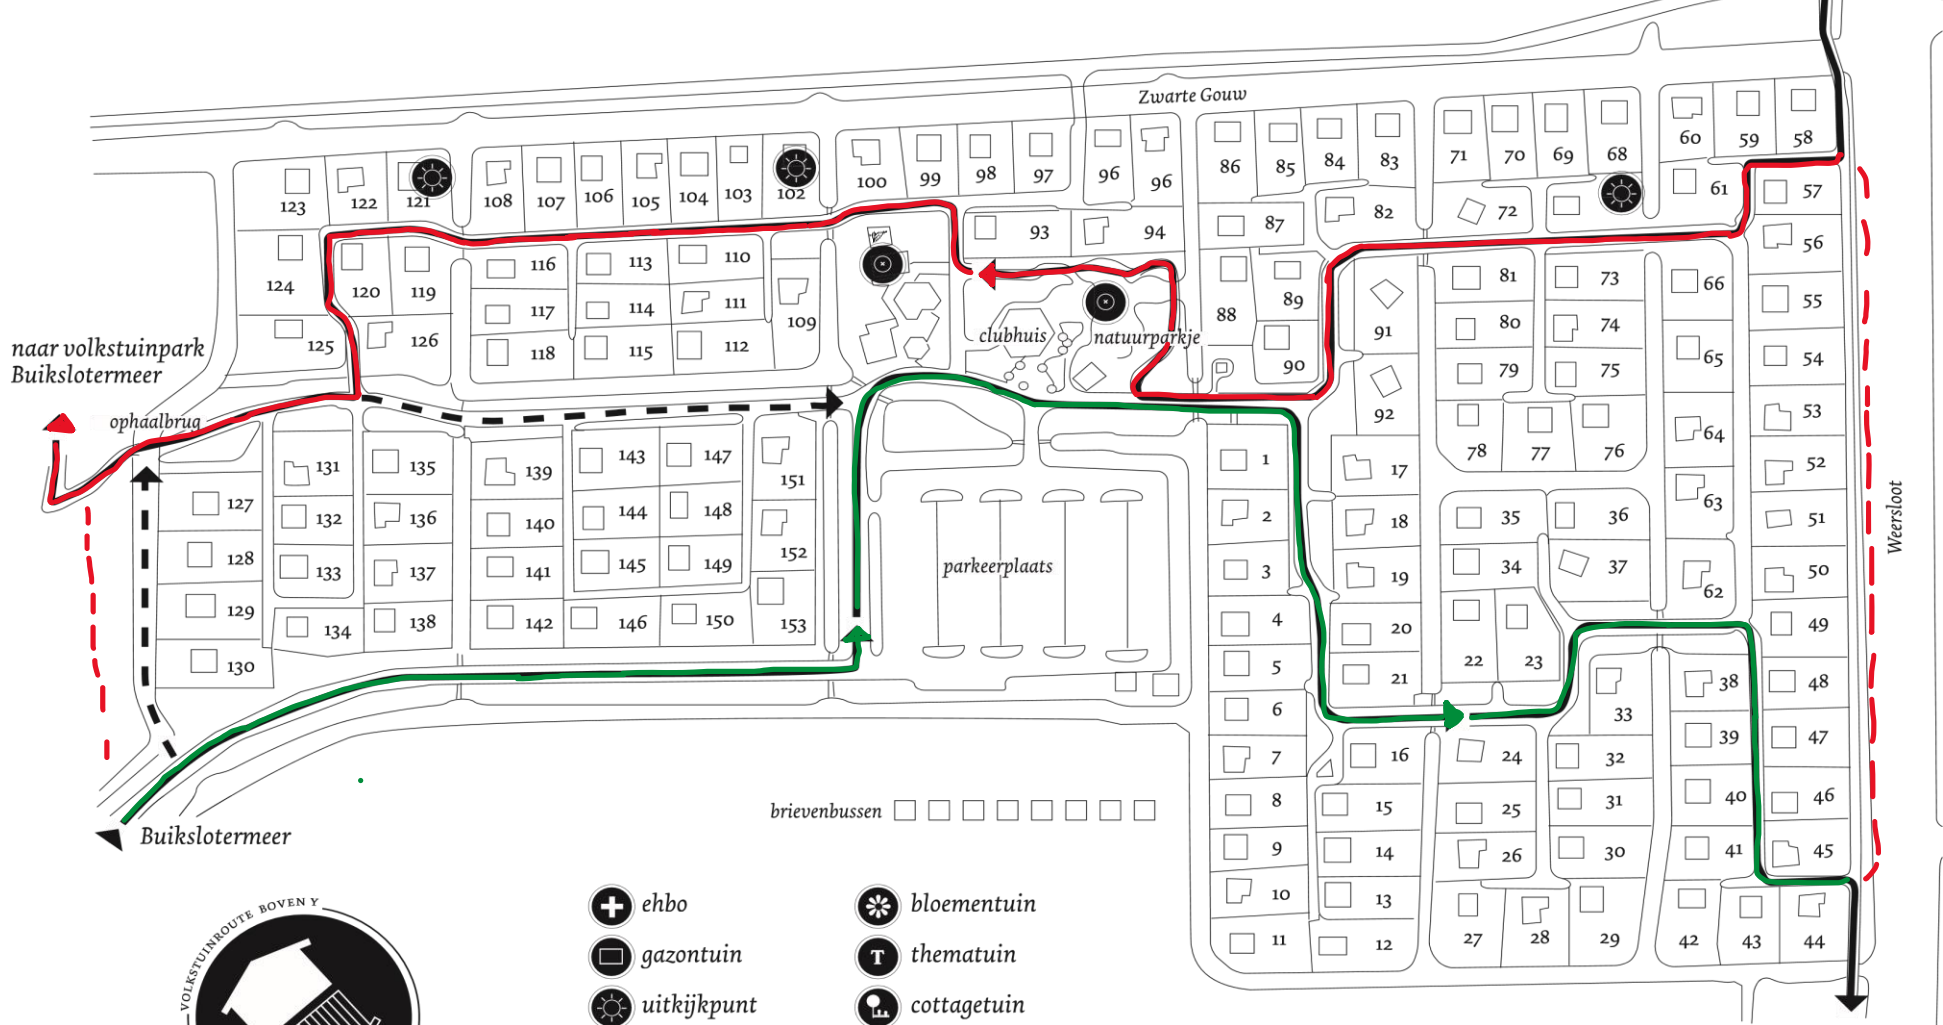 Zwarte Gouw
60 59 58
71 70 69 68
86 85 84 83
100 99 98 97 96 96
108 107 106 105 104 103 102
123 122 121
61 57
72
82
87
93 94
56
124 120 119
116 113 110
117 114 111
118 115 112
109
125 126
88 89
90
91
92
81 73
80 74
79 75
78 77 76
66
65
64
63
62
55
54
53
52
51
50
49
48
47
46
45
clubhuis
natuurparkje
naar volkstuinpark
Buikslotermeer
ophaalbrug
131 135 139 143 147 151
127 132 136 140 144 148
128 133 137 141 145 149 152
129 134 138 142 146 150 153
130
parkeerplaats
Weersloot
1 17
2 18
3 19
4 20
5 21
6
7 16
8 15
9 14
10 13
11 12
35 36
34 37
22 23
33
38
39
40
41
24 32
25 31
26 30
27 28 29
42 43 44
brievenbussen
Buikslotermeer
VOLKSTUINROUTE BOVEN Y
ehbo
gazontuin
uitkijkpunt
bloementuin
T thematuin
cottagetuin